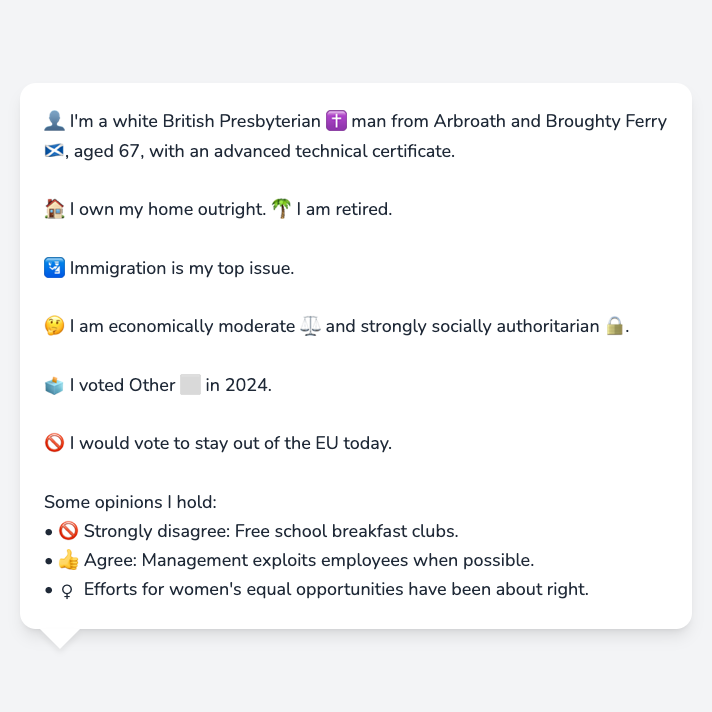 👤 I'm a white British Presbyterian ✝️ man from Arbroath and Broughty Ferry
🏴󠁧󠁢󠁳󠁣󠁴󠁿, aged 67, with an advanced technical certificate.
🏠 I own my home outright. 🌴 I am retired.
🛂 Immigration is my top issue.
🤔 I am economically moderate ⚖️ and strongly socially authoritarian 🔒.
🗳️ I voted Other ⬜ in 2024.
🚫 I would vote to stay out of the EU today.
Some opinions I hold:
• 🚫 Strongly disagree: Free school breakfast clubs.
• 👍 Agree: Management exploits employees when possible.
• ♀ Efforts for women's equal opportunities have been about right.